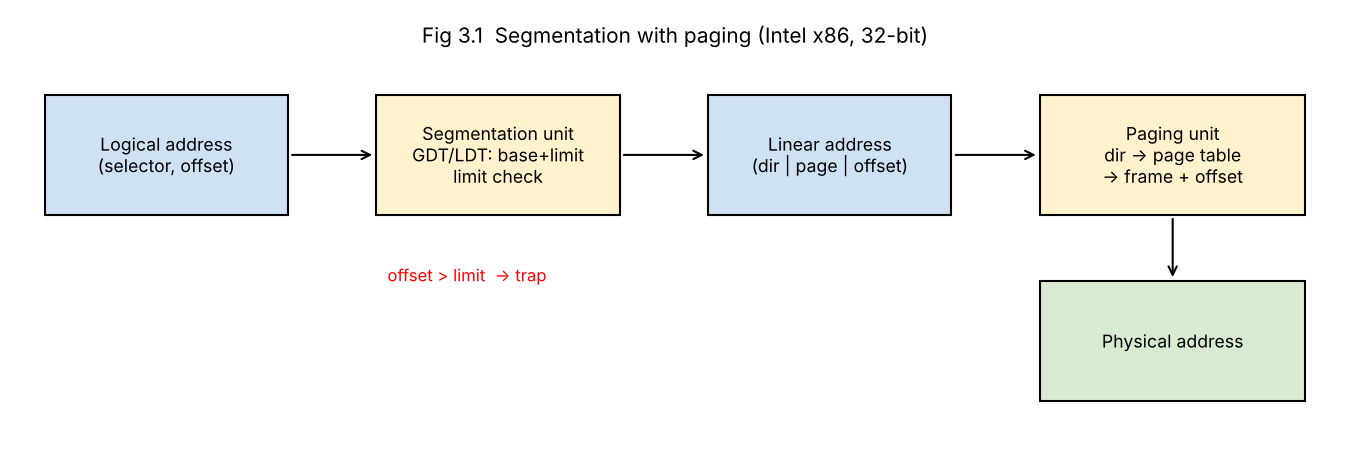 Fig 3.1  Segmentation with paging (Intel x86, 32-bit)
Logical address
(selector, offset)
Segmentation unit
GDT/LDT: base+limit
limit check
Linear address
(dir | page | offset)
Paging unit
dir → page table
→ frame + offset
offset > limit  → trap
Physical address